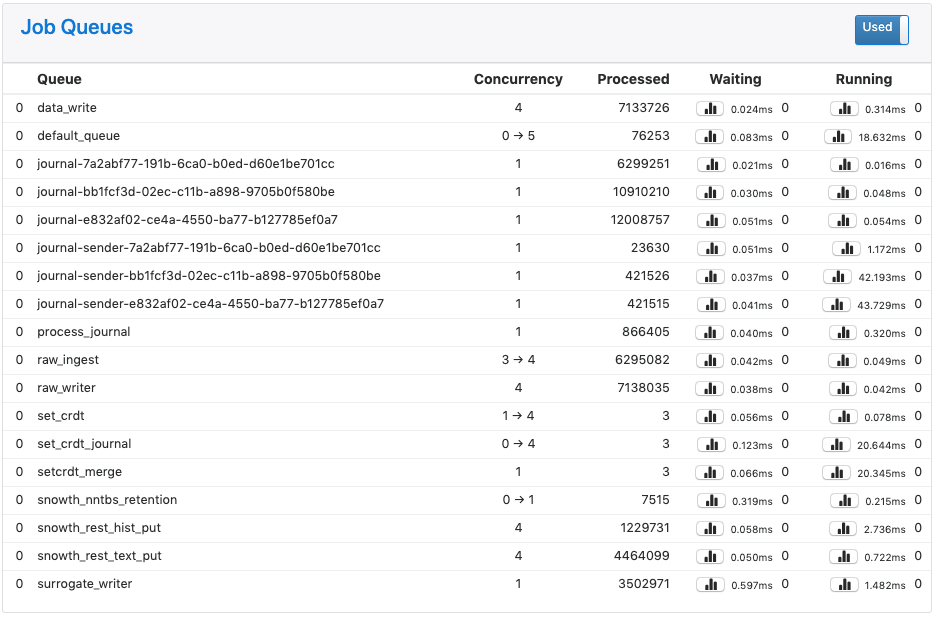 Job Queues
Used
Queue Concurrency Processed Waiting Running
0 data_write 4 7133726 0.024ms 0 0.314ms 0
0 default_queue 0 → 5 76253 0.083ms 0 18.632ms 0
0 journal-7a2abf77-191b-6ca0-b0ed-d60e1be701cc 1 6299251 0.021ms 0 0.016ms 0
0 journal-bb1fcf3d-02ec-c11b-a898-9705b0f580be 1 10910210 0.030ms 0 0.048ms 0
0 journal-e832af02-ce4a-4550-ba77-b127785ef0a7 1 12008757 0.051ms 0 0.054ms 0
0 journal-sender-7a2abf77-191b-6ca0-b0ed-d60e1be701cc 1 23630 0.051ms 0 1.172ms 0
0 journal-sender-bb1fcf3d-02ec-c11b-a898-9705b0f580be 1 421526 0.037ms 0 42.193ms 0
0 journal-sender-e832af02-ce4a-4550-ba77-b127785ef0a7 1 421515 0.041ms 0 43.729ms 0
0 process_journal 1 866405 0.040ms 0 0.320ms 0
0 raw_ingest 3 → 4 6295082 0.042ms 0 0.049ms 0
0 raw_writer 4 7138035 0.038ms 0 0.042ms 0
0 set_crdt 1 → 4 3 0.056ms 0 0.078ms 0
0 set_crdt_journal 0 → 4 3 0.123ms 0 20.644ms 0
0 setcrdt_merge 1 3 0.066ms 0 20.345ms 0
0 snowth_nntbs_retention 0 → 1 7515 0.319ms 0 0.215ms 0
0 snowth_rest_hist_put 4 1229731 0.058ms 0 2.736ms 0
0 snowth_rest_text_put 4 4464099 0.050ms 0 0.722ms 0
0 surrogate_writer 1 3502971 0.597ms 0 1.482ms 0